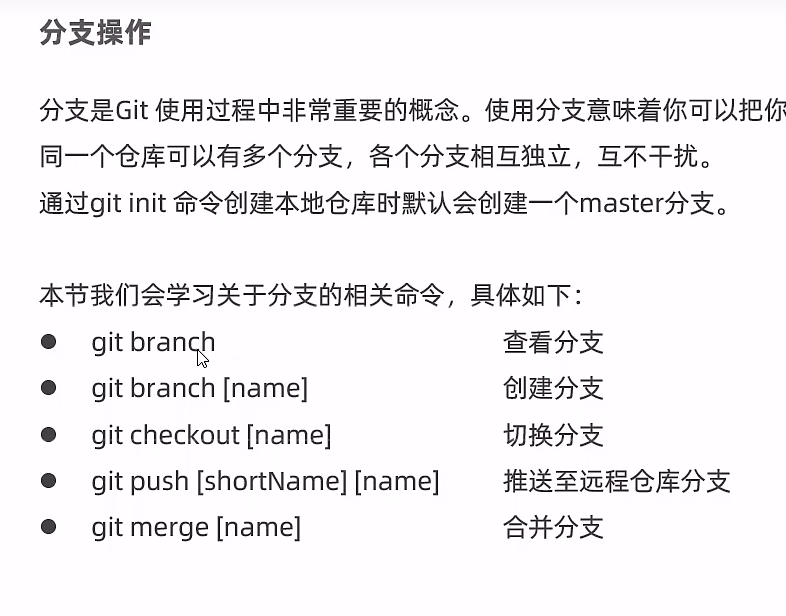 分支操作
分支是Git 使用过程中非常重要的概念。使用分支意味着你可以把你
同一个仓库可以有多个分支，各个分支相互独立，互不干扰。
通过git init 命令创建本地仓库时默认会创建一个master分支。
本节我们会学习关于分支的相关命令，具体如下：
● git branch 查看分支
● git branch [name] 创建分支
● git checkout [name] 切换分支
● git push [shortName] [name] 推送至远程仓库分支
● git merge [name] 合并分支